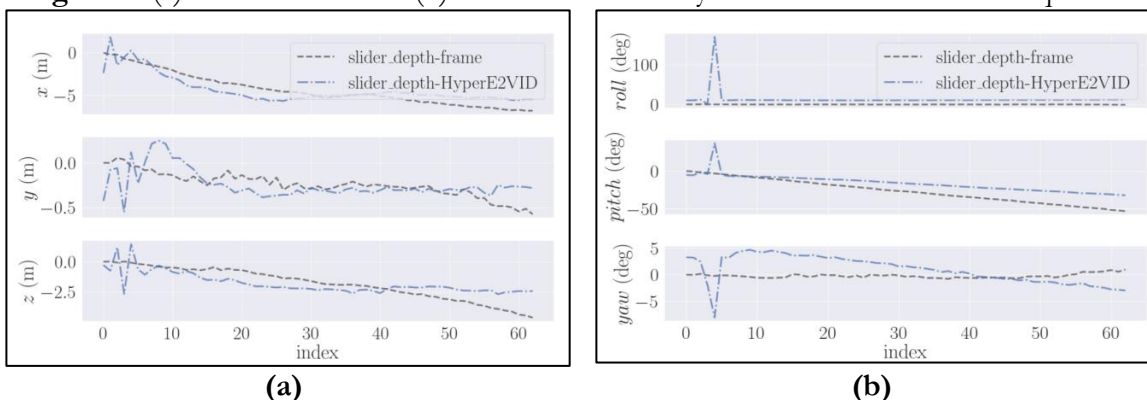 (a)
(b)
x (m)
0
−5
slider_depth-frame
slider_depth-HyperE2VID
y (m)
0.0
−0.5
z (m)
0.0
−2.5
0 10 20 30 40 50 60
index
roll (deg)
100
0
slider_depth-frame
slider_depth-HyperE2VID
pitch (deg)
0
−50
yaw (deg)
5
0
−5
0 10 20 30 40 50 60
index
(a)
(b)